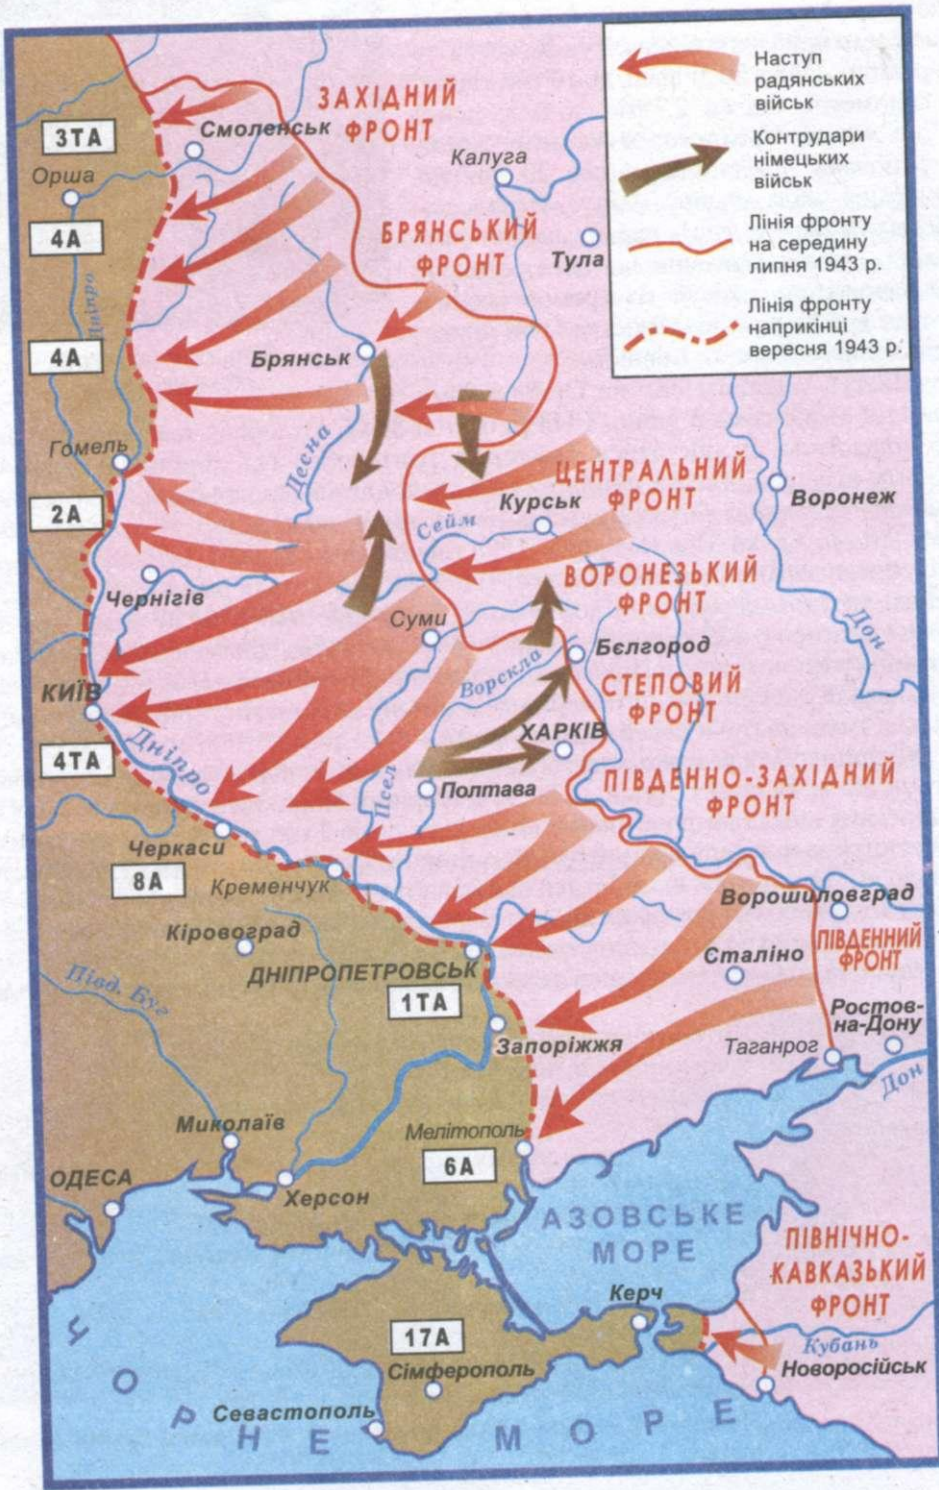 Наступ
радянських
військ
Контрудари
німецьких
військ
Лінія фронту
на середину
липня 1943 р.
Лінія фронту
наприкінці
вересня 1943 р.
ЗАХІДНИЙ
ФРОНТ
3ТА
Смоленськ
Калуга
Орша
4А
БРЯНСЬКИЙ
ФРОНТ
Тула
Дніпро
4А
Брянськ
Гомель
Десна
ЦЕНТРАЛЬНИЙ
ФРОНТ
Воронеж
2А
Курськ
Сейм
ВОРОНЕЗЬКИЙ
ФРОНТ
Чернігів
Суми
Дон
Бєлгород
Ворскла
СТЕПОВИЙ
ФРОНТ
КИЇВ
ХАРКІВ
4ТА
Дніпро
Псел
Полтава
ПІВДЕННО-ЗАХІДНИЙ
ФРОНТ
Черкаси
8А
Кременчук
Ворошиловград
Кіровоград
ПІВДЕННИЙ
ФРОНТ
Сталіно
ДНІПРОПЕТРОВСЬК
Півд. Буг
1ТА
Ростов-
на-Дону
Запоріжжя
Таганрог
Дон
Миколаїв
Мелітополь
6А
ОДЕСА
Херсон
АЗОВСЬКЕ
МОРЕ
ПІВНІЧНО-
КАВКАЗЬКИЙ
ФРОНТ
Керч
17А
Кубань
Сімферополь
Новоросійськ
Севастополь
ЧОРНЕ МОРЕ